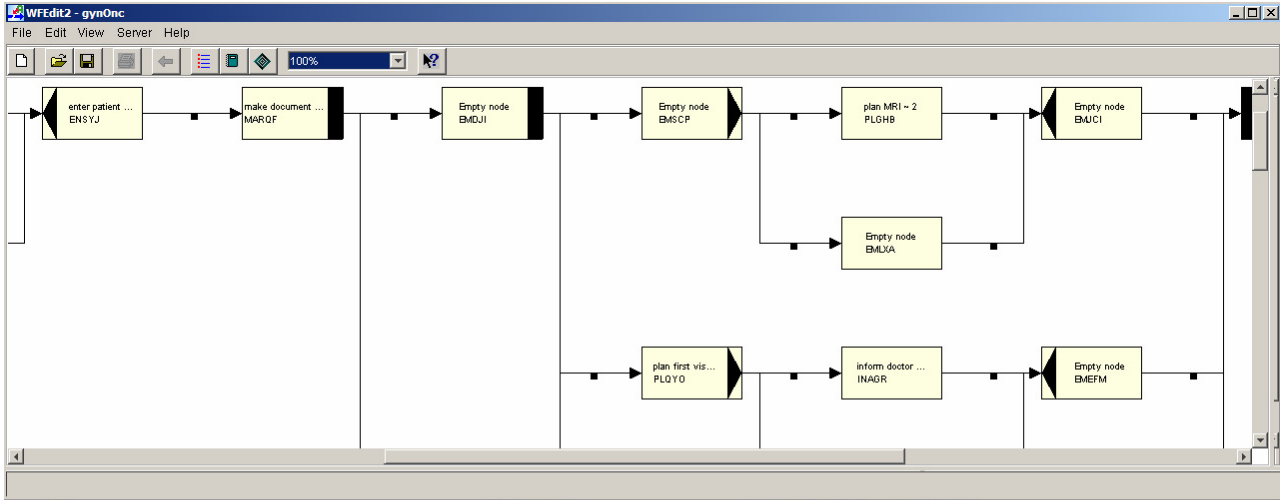 WFEdit2 - gynOnc
File Edit View Server Help
100%
enter patient ...
ENSYJ
make document ...
MARQF
Empty node
EMDJI
Empty node
EMSCP
plan MRI ~ 2
PLGHB
Empty node
EMJCI
Empty node
EMLXA
plan first vis...
PLQYO
inform doctor ...
INAGR
Empty node
EMEFM